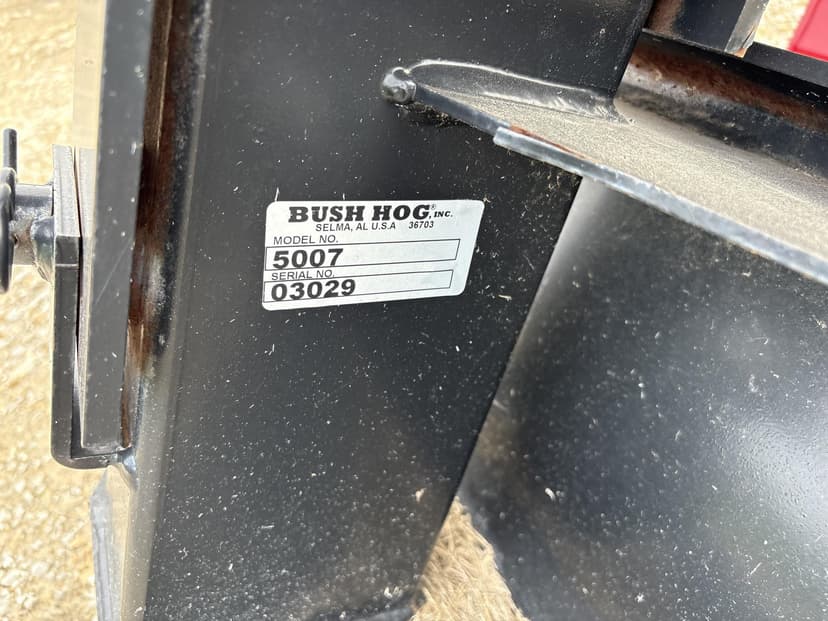 BUSH HOG®, INC.
SELMA, AL U.S.A 36703
MODEL NO.
5007
SERIAL NO.
03029